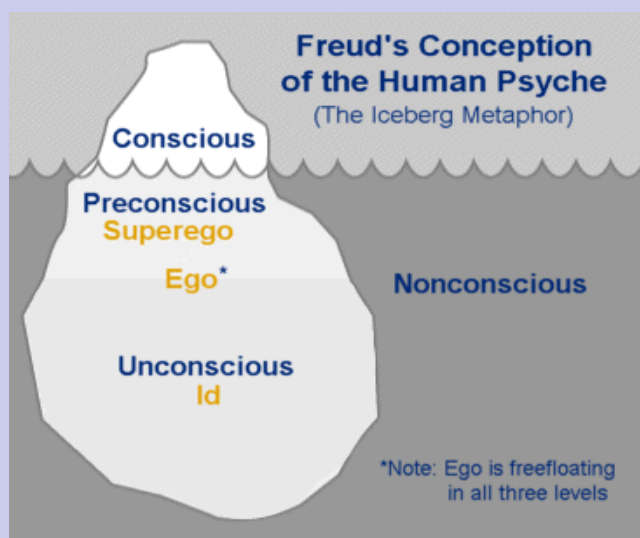 Freud's Conception
of the Human Psyche
(The Iceberg Metaphor)
Conscious
Preconscious
Superego
Ego*
Nonconscious
Unconscious
Id
*Note: Ego is freefloating
in all three levels